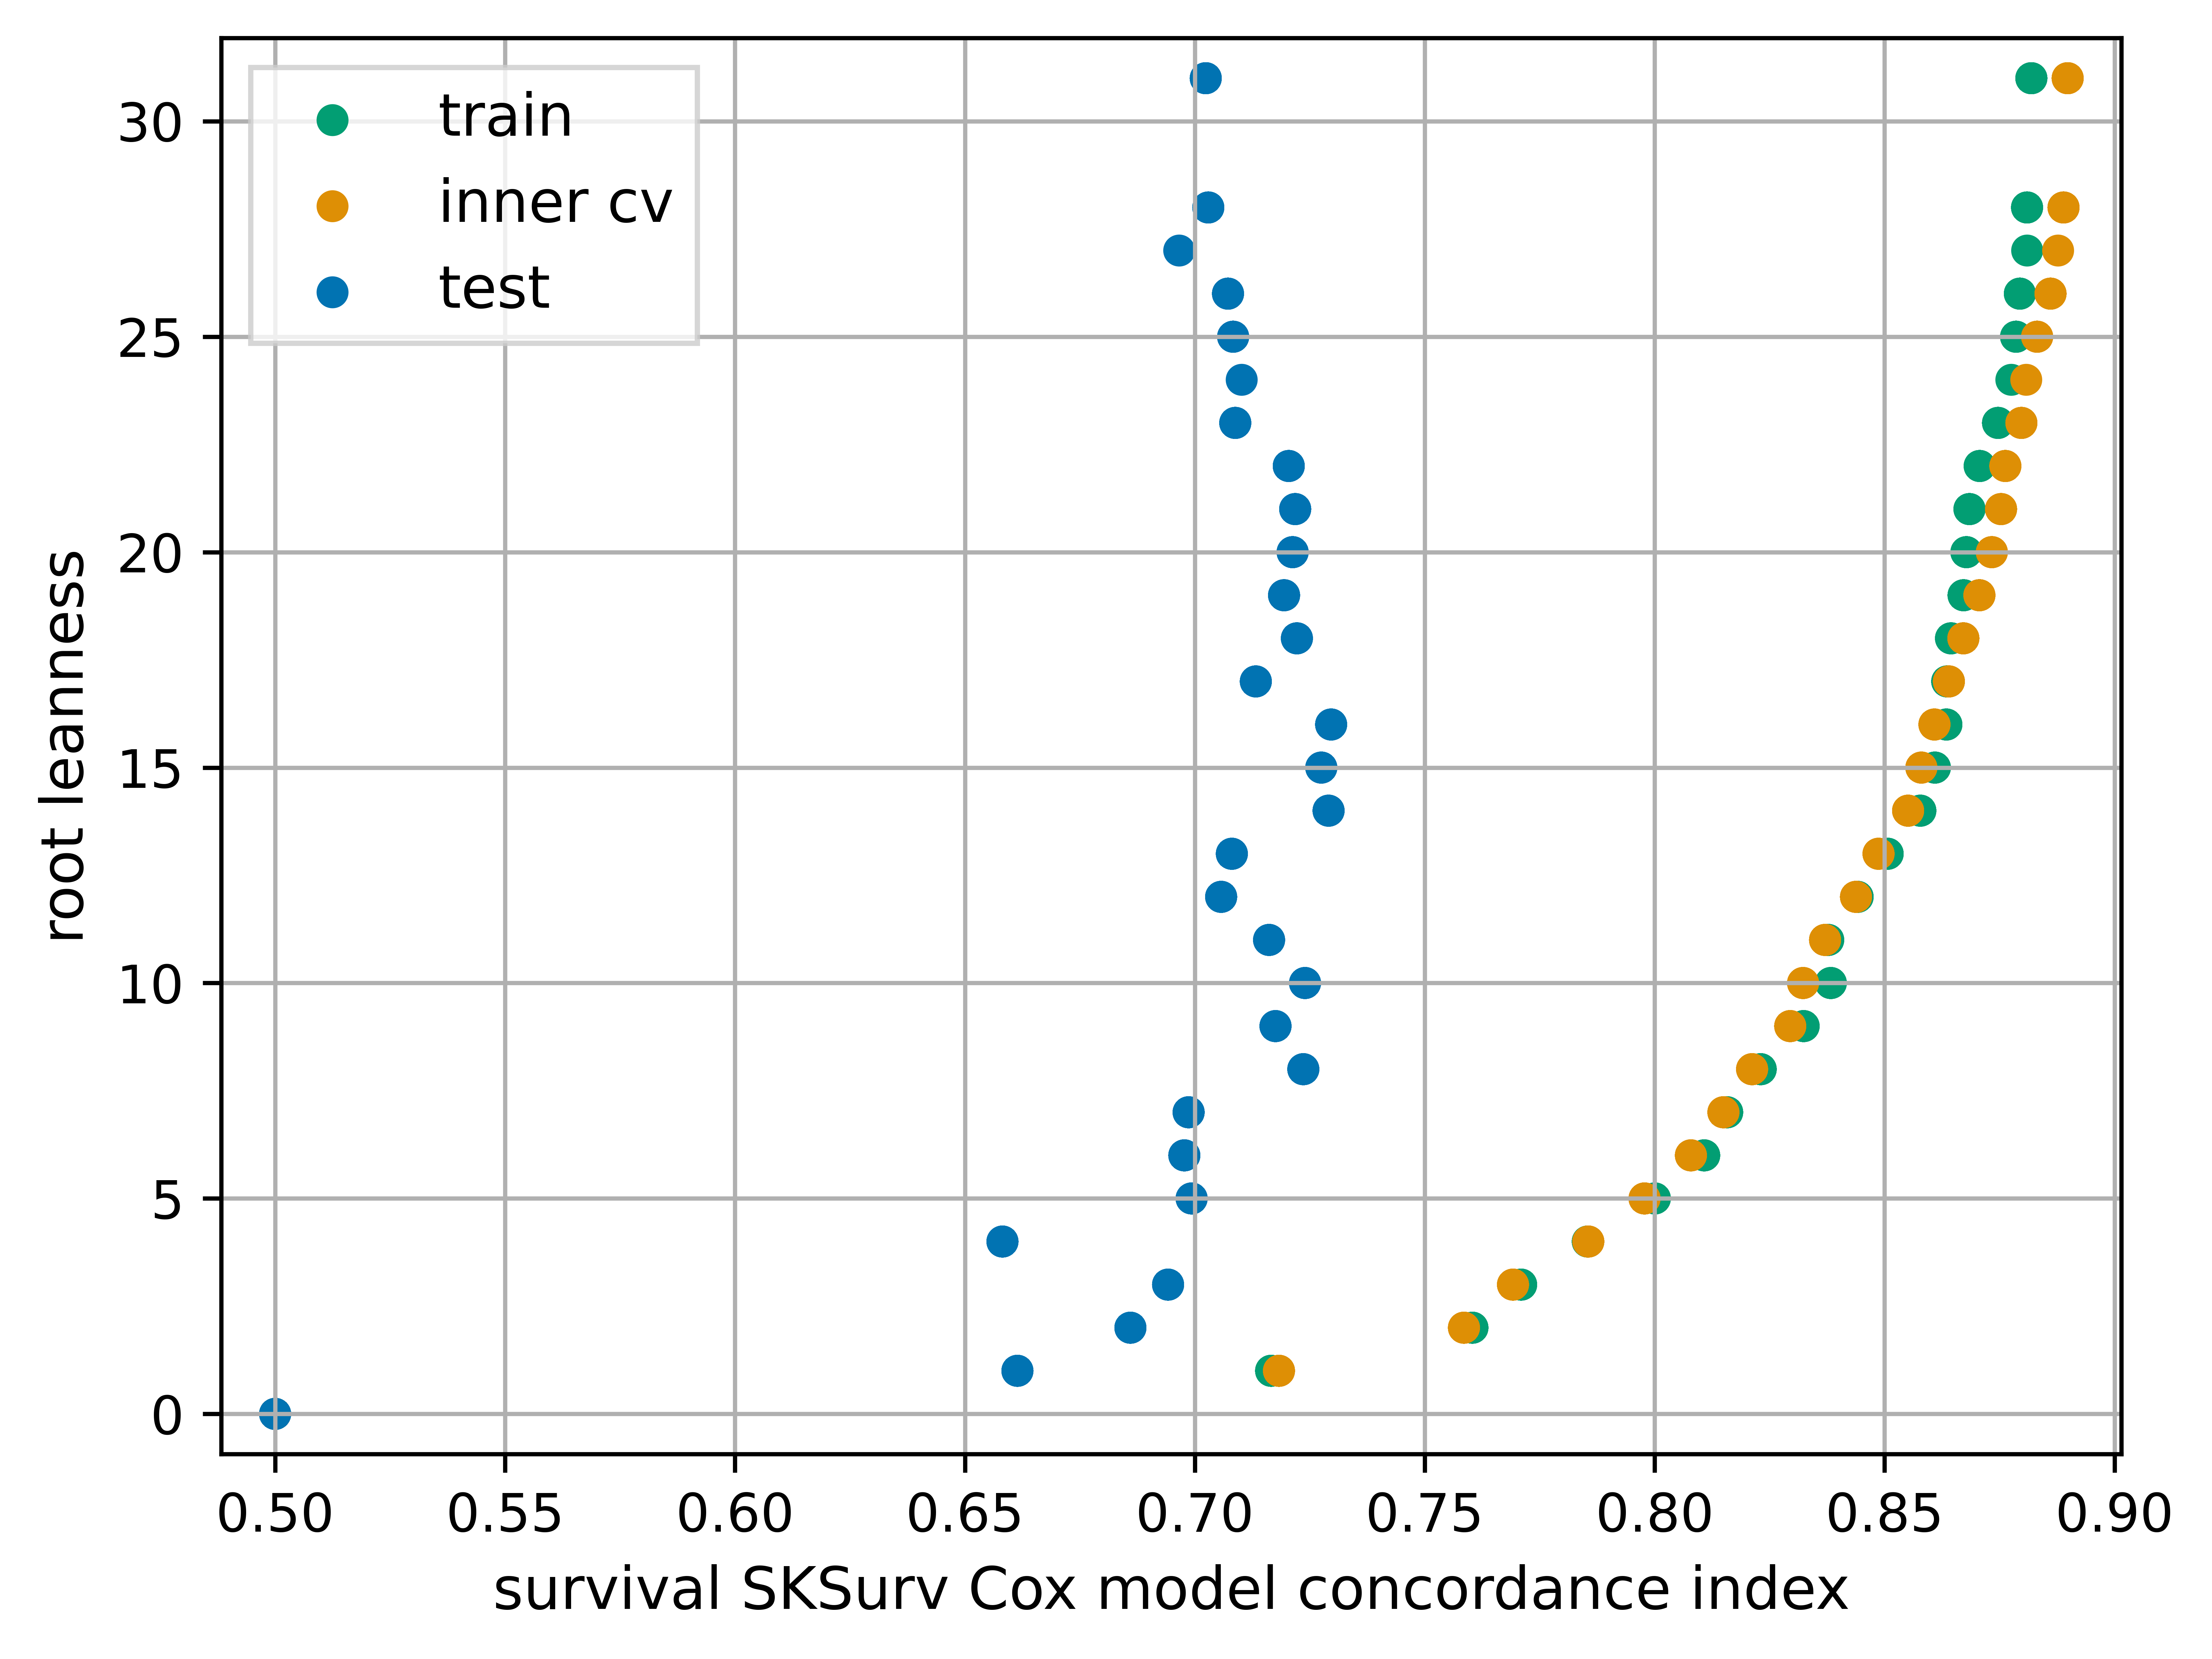 train
inner cv
test
30
25
20
15
10
5
0
root leanness
0.50 0.55 0.60 0.65 0.70 0.75 0.80 0.85 0.90
survival SKSurv Cox model concordance index